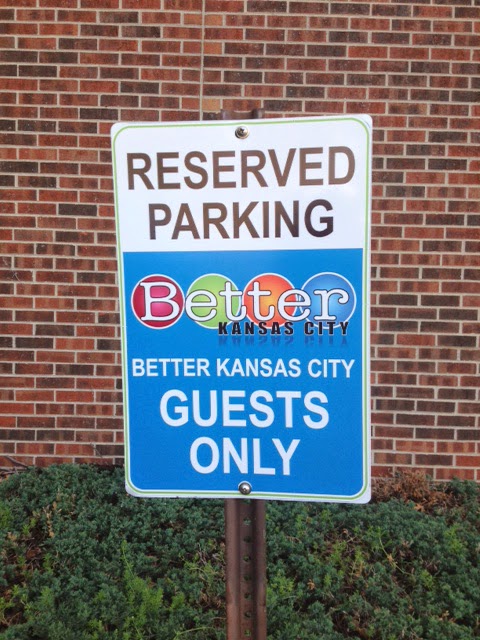 RESERVED
PARKING
Better
KANSAS CITY
BETTER KANSAS CITY
GUESTS
ONLY